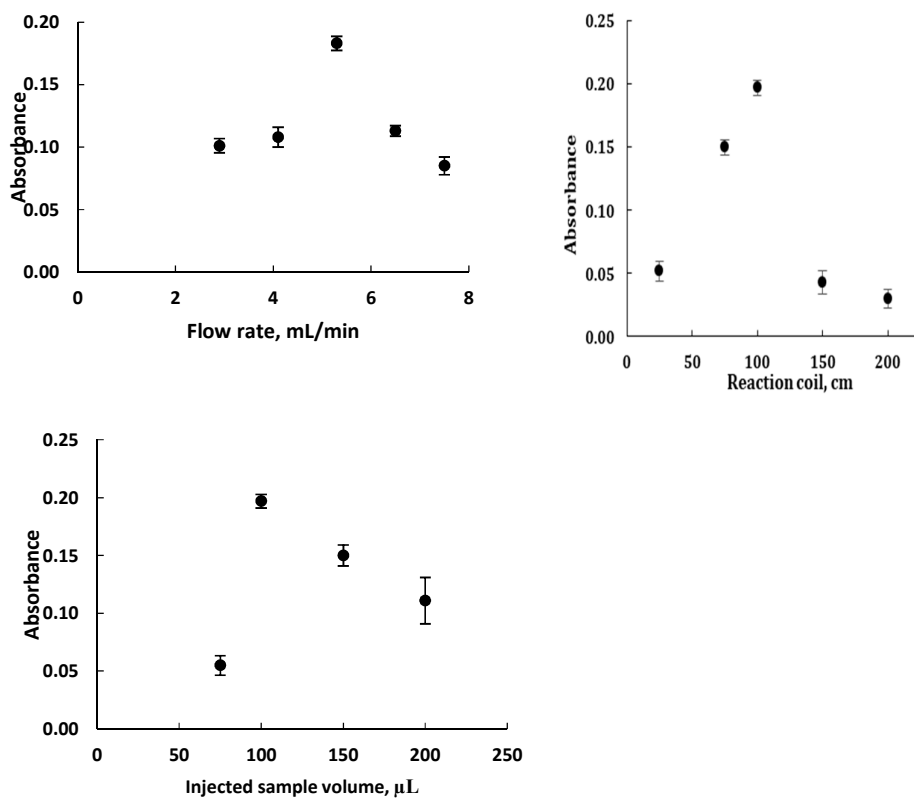 0.20
0.15
0.10
0.05
0.00
Absorbance
0 2 4 6 8
Flow rate, mL/min
0.25
0.20
0.15
0.10
0.05
0.00
Absorbance
0 50 100 150 200
Reaction coil, cm
0.25
0.20
0.15
0.10
0.05
0.00
Absorbance
0 50 100 150 200 250
Injected sample volume, µL